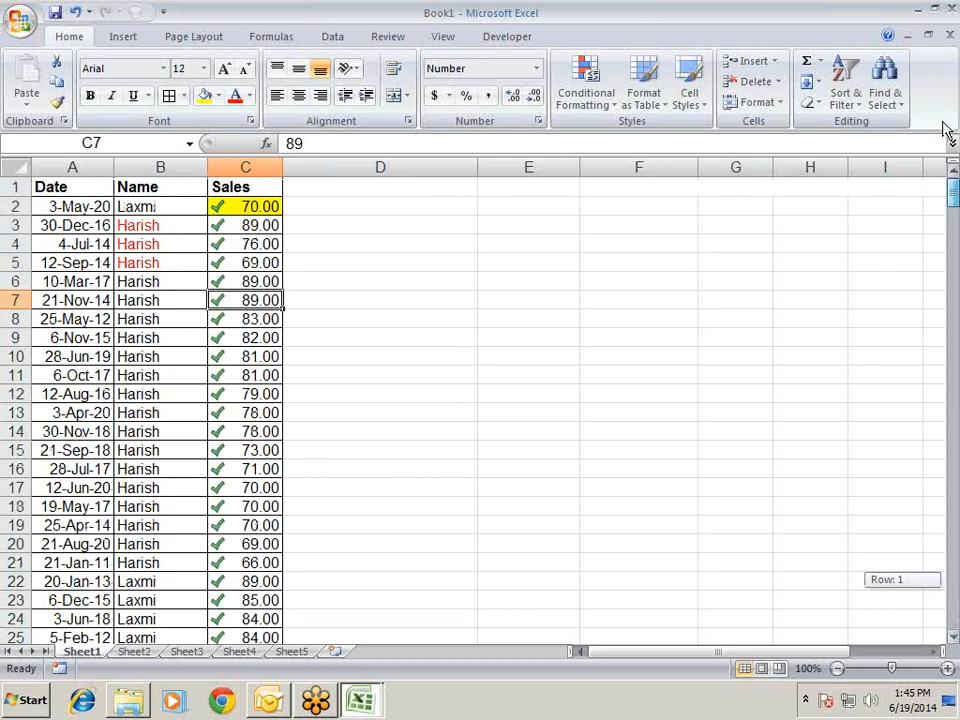 Book1 - Microsoft Excel
Home Insert Page Layout Formulas Data Review View Developer
Paste
Arial 12
B I U
Number
$ % ,
Conditional Formatting
Format as Table
Cell Styles
Insert
Delete
Format
Σ
Sort & Filter
Find & Select
Clipboard Font Alignment Number Styles Cells Editing
C7 fx 89
A B C D E F G H I
1 Date Name Sales
2 3-May-20 Laxmi 70.00
3 30-Dec-16 Harish 89.00
4 4-Jul-14 Harish 76.00
5 12-Sep-14 Harish 69.00
6 10-Mar-17 Harish 89.00
7 21-Nov-14 Harish 89.00
8 25-May-12 Harish 83.00
9 6-Nov-15 Harish 82.00
10 28-Jun-19 Harish 81.00
11 6-Oct-17 Harish 81.00
12 12-Aug-16 Harish 79.00
13 3-Apr-20 Harish 78.00
14 30-Nov-18 Harish 78.00
15 21-Sep-18 Harish 73.00
16 28-Jul-17 Harish 71.00
17 12-Jun-20 Harish 70.00
18 19-May-17 Harish 70.00
19 25-Apr-14 Harish 70.00
20 21-Aug-20 Harish 69.00
21 21-Jan-11 Harish 66.00
22 20-Jan-13 Laxmi 89.00
Row: 1
23 6-Dec-15 Laxmi 85.00
24 3-Jun-18 Laxmi 84.00
25 5-Feb-12 Laxmi 84.00
Sheet1 Sheet2 Sheet3 Sheet4 Sheet5
Ready 100%
Start 1:45 PM
6/19/2014